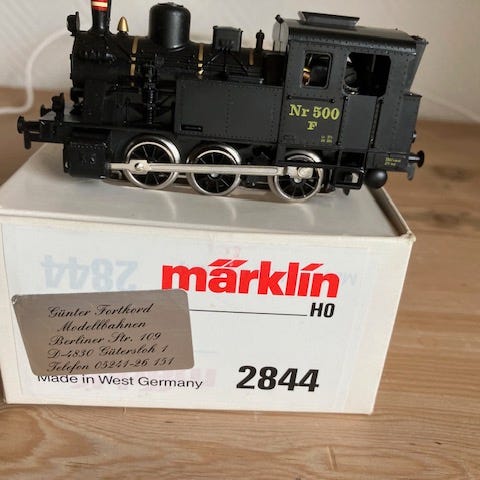 Nr 500
F
märklin
H0
Günter Fortkord
Modellbahnen
Berliner Str. 109
D-4830 Gütersloh 1
Telefon 05241-26 151
Made in West Germany
2844